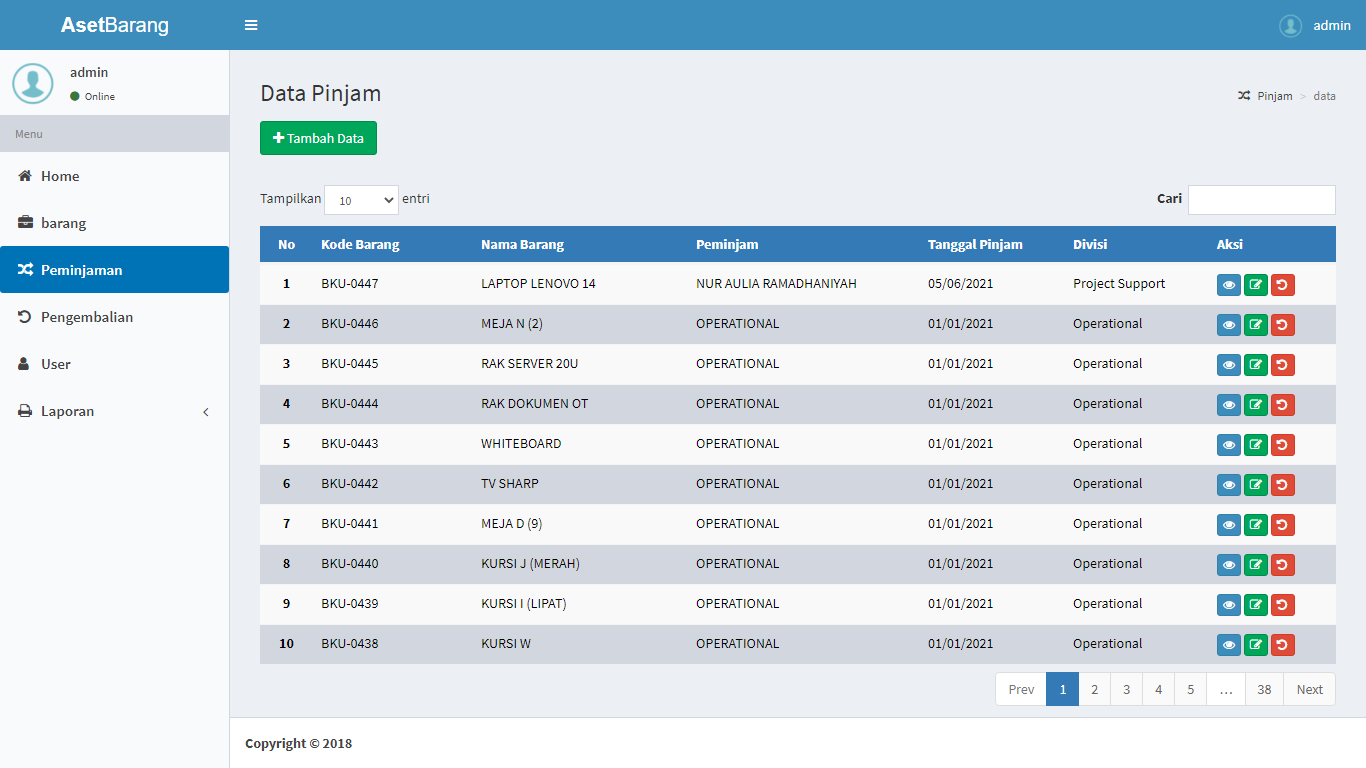 AsetBarang
admin
admin
Online
Menu
Home
barang
Peminjaman
Pengembalian
User
Laporan
Data Pinjam
Pinjam > data
Tambah Data
Tampilkan 10 entri
Cari
No Kode Barang Nama Barang Peminjam Tanggal Pinjam Divisi Aksi
1 BKU-0447 LAPTOP LENOVO 14 NUR AULIA RAMADHANIYAH 05/06/2021 Project Support
2 BKU-0446 MEJA N (2) OPERATIONAL 01/01/2021 Operational
3 BKU-0445 RAK SERVER 20U OPERATIONAL 01/01/2021 Operational
4 BKU-0444 RAK DOKUMEN OT OPERATIONAL 01/01/2021 Operational
5 BKU-0443 WHITEBOARD OPERATIONAL 01/01/2021 Operational
6 BKU-0442 TV SHARP OPERATIONAL 01/01/2021 Operational
7 BKU-0441 MEJA D (9) OPERATIONAL 01/01/2021 Operational
8 BKU-0440 KURSI J (MERAH) OPERATIONAL 01/01/2021 Operational
9 BKU-0439 KURSI I (LIPAT) OPERATIONAL 01/01/2021 Operational
10 BKU-0438 KURSI W OPERATIONAL 01/01/2021 Operational
Prev 1 2 3 4 5 … 38 Next
Copyright © 2018